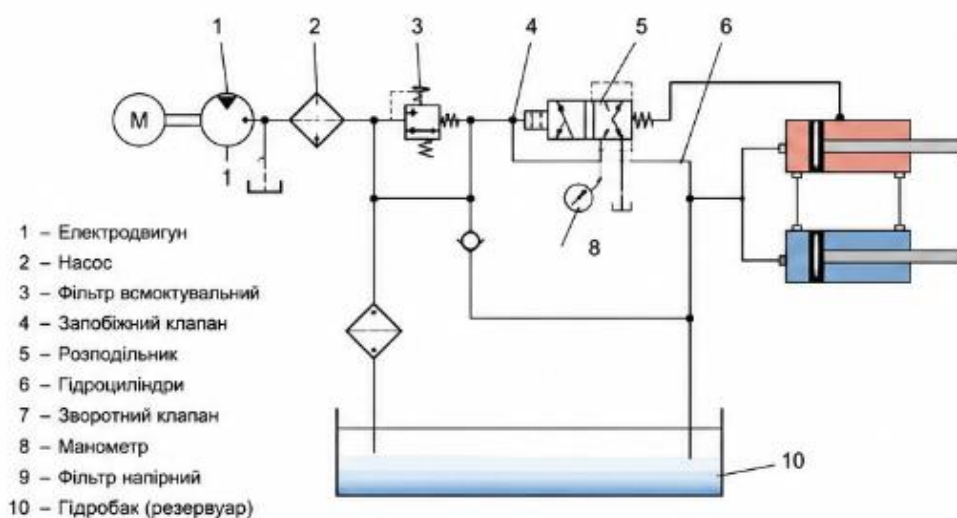 1 2 3 4 5 6
M
1
8
1 – Електродвигун
2 – Насос
3 – Фільтр всмоктувальний
4 – Запобіжний клапан
5 – Розподільник
6 – Гідроциліндри
7 – Зворотний клапан
8 – Манометр
9 – Фільтр напірний
10 – Гідробак (резервуар)
10